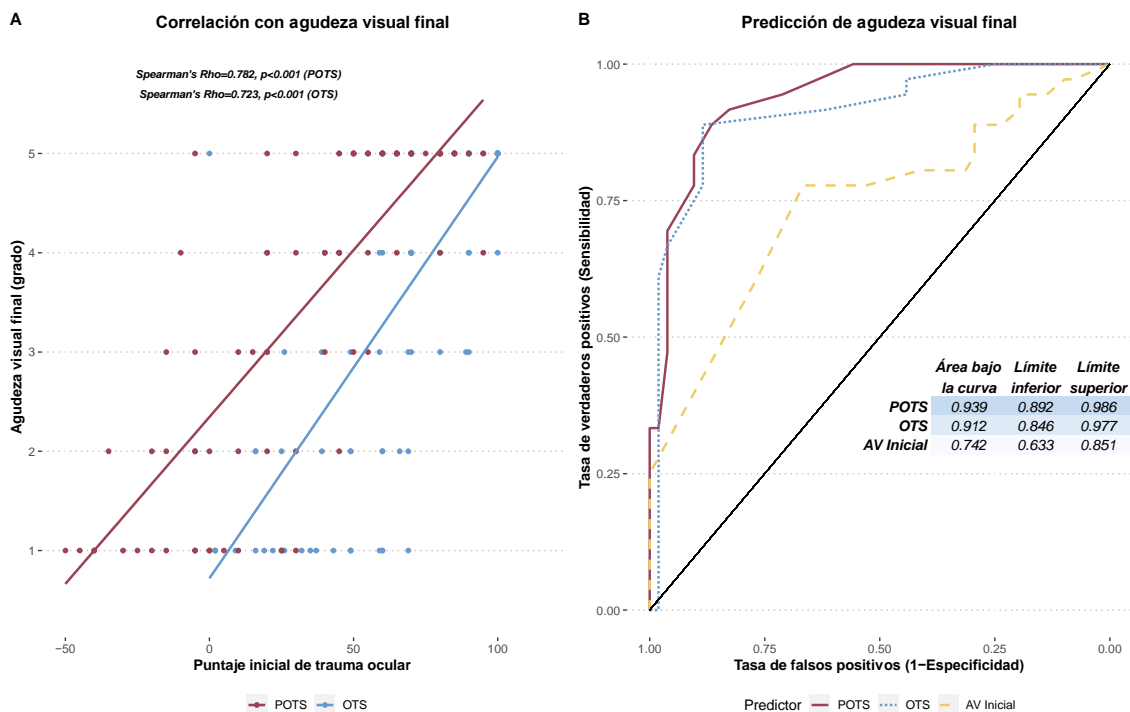 A
Correlación con agudeza visual final
Spearman's Rho=0.782, p<0.001 (POTS)
Spearman's Rho=0.723, p<0.001 (OTS)
Agudeza visual final (grado)
5
4
3
2
1
−50
0
50
100
Puntaje inicial de trauma ocular
POTS
OTS
B
Predicción de agudeza visual final
Tasa de verdaderos positivos (Sensibilidad)
1.00
0.75
0.50
0.25
0.00
Área bajo Límite Límite
la curva inferior superior
POTS 0.939 0.892 0.986
OTS 0.912 0.846 0.977
AV Inicial 0.742 0.633 0.851
1.00
0.75
0.50
0.25
0.00
Tasa de falsos positivos (1−Especificidad)
Predictor POTS OTS AV Inicial